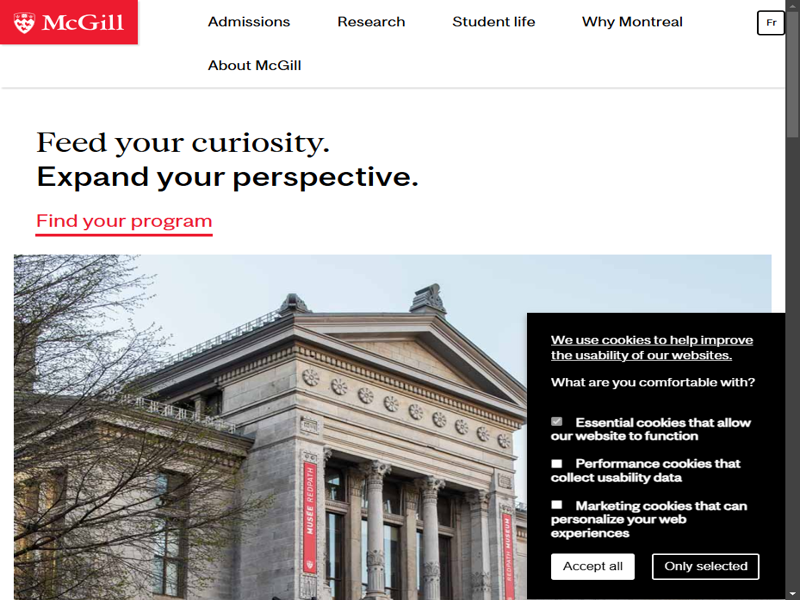 McGill
Admissions
Research
Student life
Why Montreal
Fr
About McGill
Feed your curiosity.
Expand your perspective.
Find your program
MUSÉE REDPATH
REDPATH MUSEUM
We use cookies to help improve
the usability of our websites.
What are you comfortable with?
Essential cookies that allow
our website to function
Performance cookies that
collect usability data
Marketing cookies that can
personalize your web
experiences
Accept all
Only selected